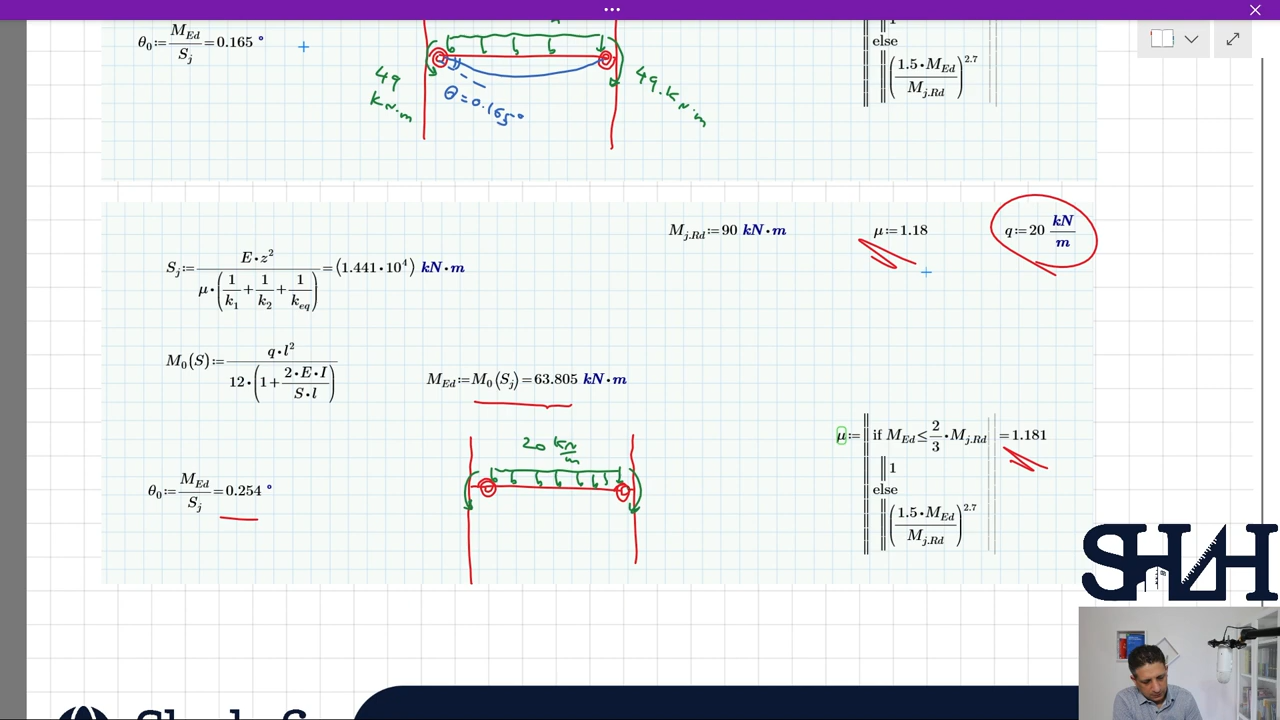 1
θ₀:=M_Ed/S_j=0.165 °
else
(1.5•M_Ed/M_j.Rd)^2.7
49 kN.m
θ=0.165°
49.kN.m
M_j.Rd:=90 kN•m
μ:=1.18
q:=20 kN/m
S_j:=E•z²/(μ•(1/k₁+1/k₂+1/k_eq))=(1.441•10⁴) kN•m
M₀(S):=q•l²/(12•(1+2•E•I/(S•l)))
M_Ed:=M₀(S_j)=63.805 kN•m
μ:=if M_Ed≤2/3•M_j.Rd =1.181
1
else
(1.5•M_Ed/M_j.Rd)^2.7
20 kN/m
θ₀:=M_Ed/S_j=0.254 °
SHZH